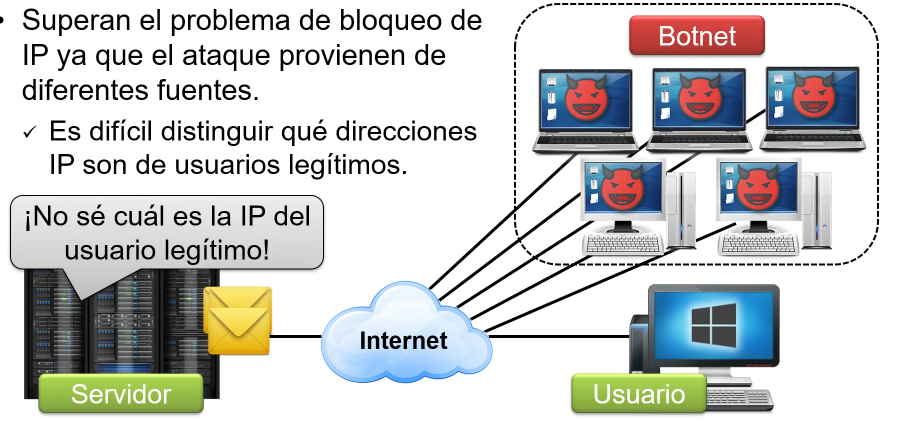 • Superan el problema de bloqueo de
IP ya que el ataque provienen de
diferentes fuentes.
✓ Es difícil distinguir qué direcciones
IP son de usuarios legítimos.
Botnet
¡No sé cuál es la IP del
usuario legítimo!
Internet
Servidor
Usuario